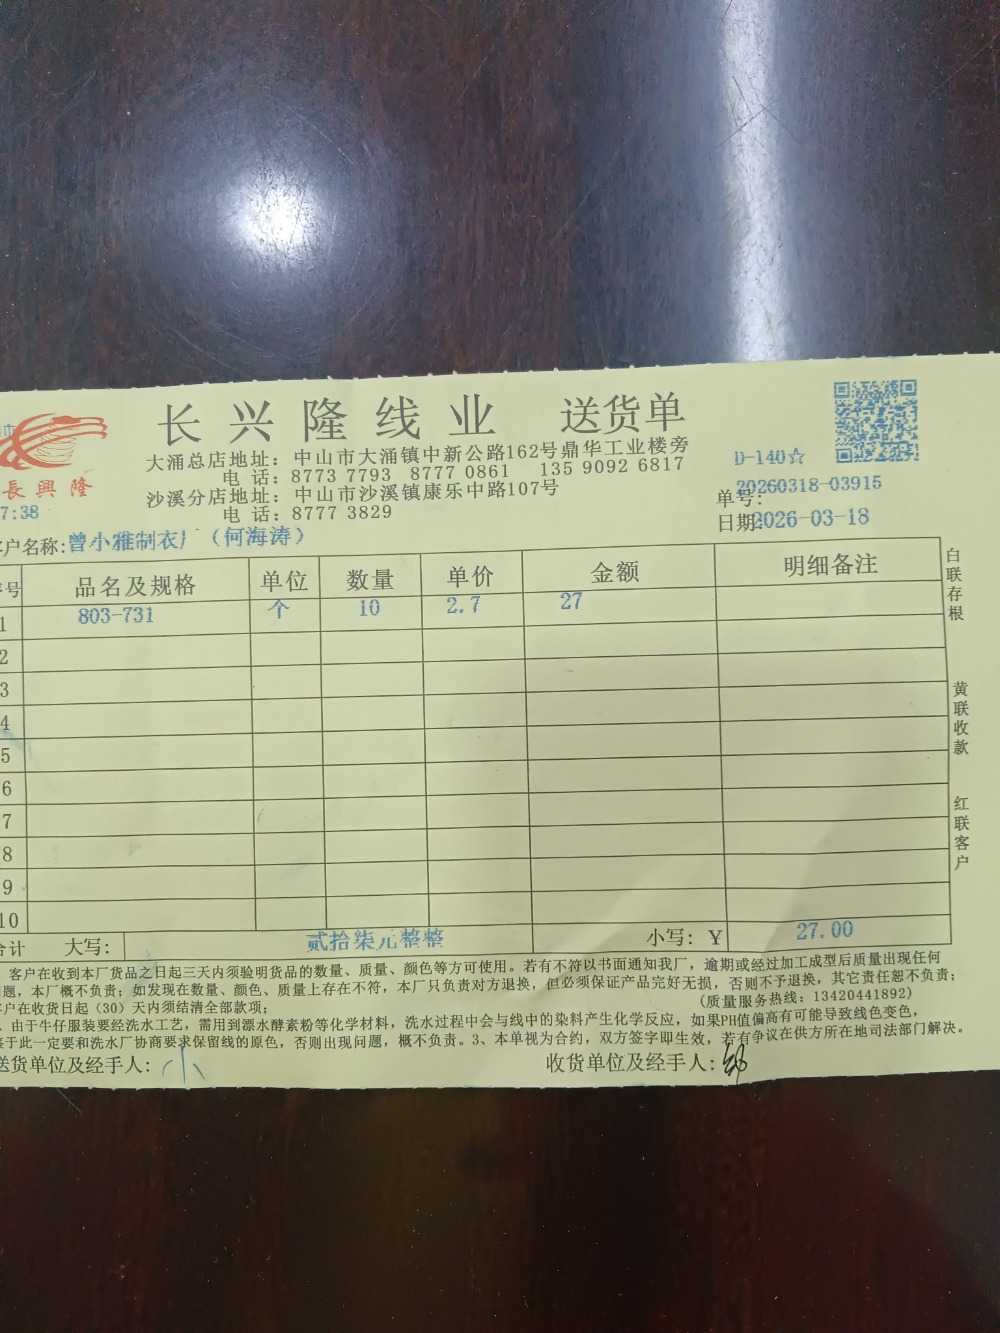 长兴隆线业 送货单
大涌总店地址：中山市大涌镇中新公路162号鼎华工业楼旁
电 话：8773 7793 8777 0861 135 9092 6817
沙溪分店地址：中山市沙溪镇康乐中路107号
电 话：8777 3829
長興隆
7:38
D-140☆
单号：20260318-03915
日期2026-03-18
户名称:曾小雅制衣厂（何海涛）
号 品名及规格 单位 数量 单价 金额 明细备注
1 803-731 个 10 2.7 27
2
3
4
5
6
7
8
9
10
合计 大写： 贰拾柒元整整 小写：￥ 27.00
白联存根
黄联收款
红联客户
客户在收到本厂货品之日起三天内须验明货品的数量、质量、颜色等方可使用。若有不符以书面通知我厂，逾期或经过加工成型后质量出现任何
题，本厂概不负责；如发现在数量、颜色、质量上存在不符，本厂只负责对方退换，但必须保证产品完好无损，否则不予退换，其它责任恕不负责；
户在收货日起（30）天内须结清全部款项； （质量服务热线：13420441892）
、由于牛仔服装要经洗水工艺，需用到漂水酵素粉等化学材料，洗水过程中会与线中的染料产生化学反应，如果PH值偏高有可能导致线色变色，
于此一定要和洗水厂协商要求保留线的原色，否则出现问题，概不负责。3、本单视为合约，双方签字即生效，若有争议在供方所在地司法部门解决。
送货单位及经手人： 小 收货单位及经手人：